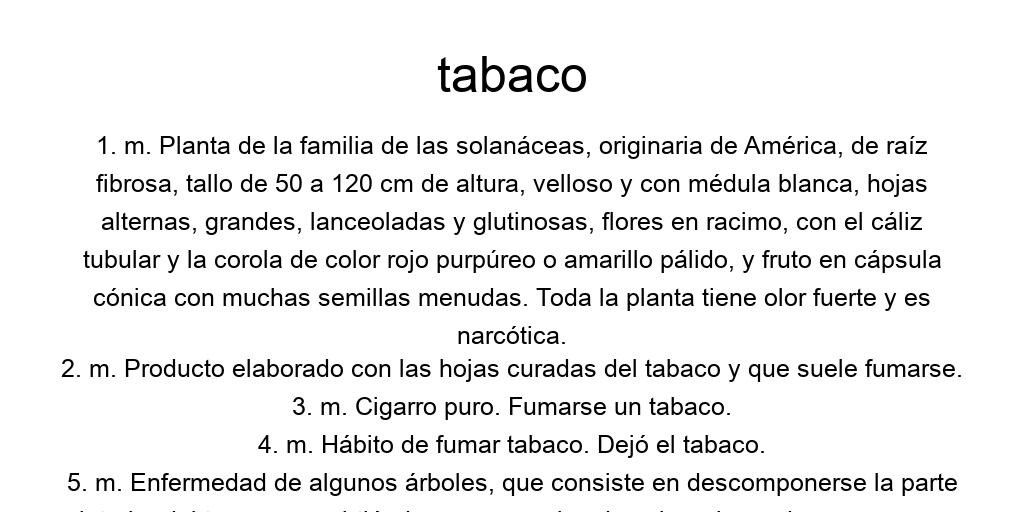 tabaco
1. m. Planta de la familia de las solanáceas, originaria de América, de raíz
fibrosa, tallo de 50 a 120 cm de altura, velloso y con médula blanca, hojas
alternas, grandes, lanceoladas y glutinosas, flores en racimo, con el cáliz
tubular y la corola de color rojo purpúreo o amarillo pálido, y fruto en cápsula
cónica con muchas semillas menudas. Toda la planta tiene olor fuerte y es
narcótica.
2. m. Producto elaborado con las hojas curadas del tabaco y que suele fumarse.
3. m. Cigarro puro. Fumarse un tabaco.
4. m. Hábito de fumar tabaco. Dejó el tabaco.
5. m. Enfermedad de algunos árboles, que consiste en descomponerse la parte